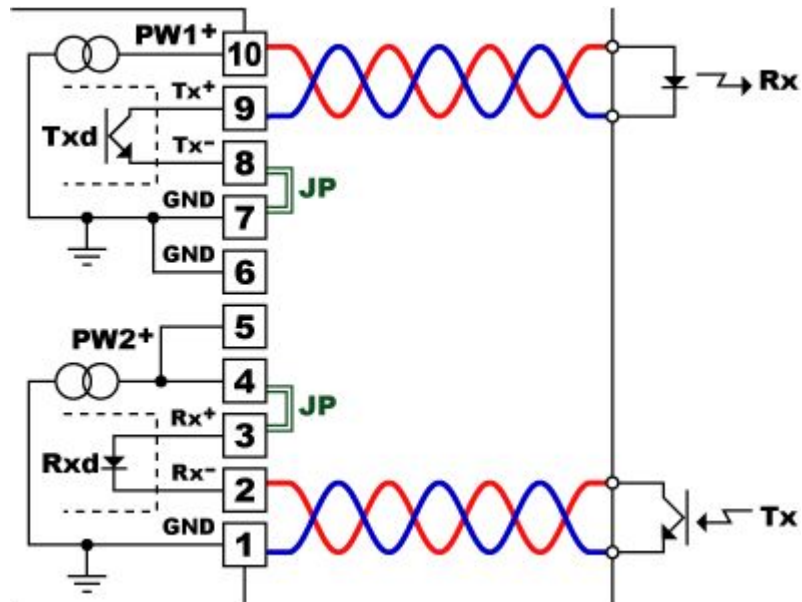 PW1+
10
Rx
Tx+
9
Txd
Tx-
8
JP
GND
7
GND
6
5
PW2+
4
JP
Rx+
3
Rxd
Rx-
2
Tx
GND
1